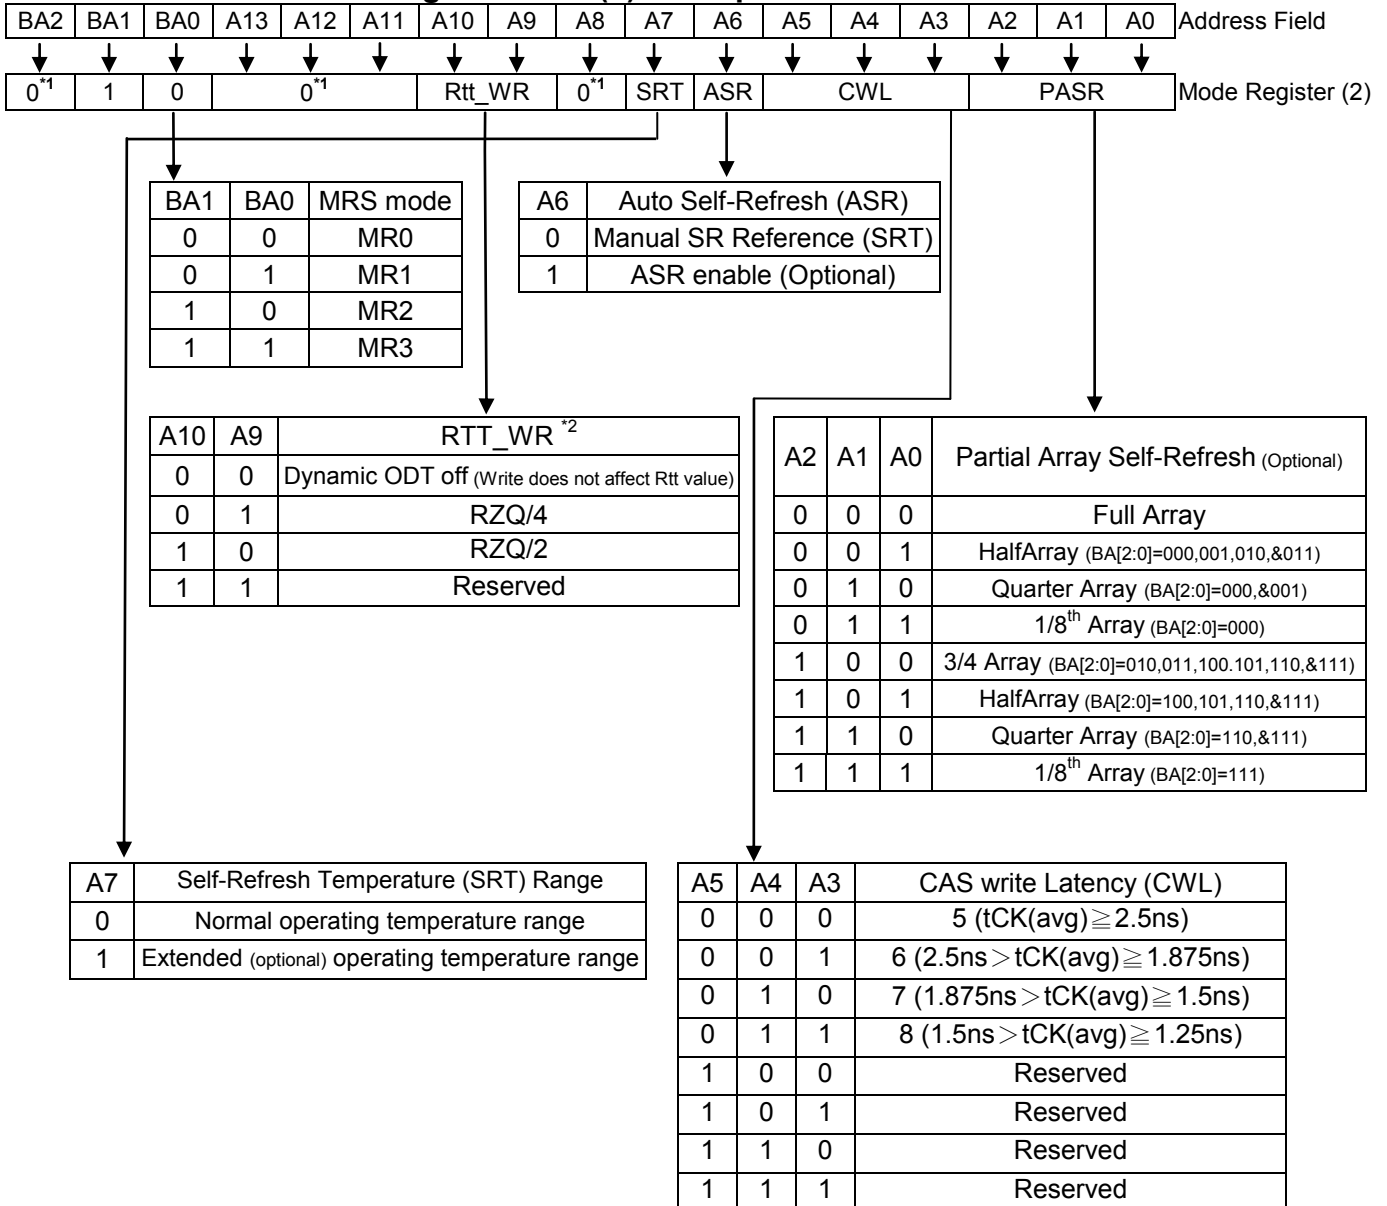 BA2 BA1 BA0 A13 A12 A11 A10 A9 A8 A7 A6 A5 A4 A3 A2 A1 A0 Address Field
0*1 1 0 0*1 Rtt_WR 0*1 SRT ASR CWL PASR Mode Register (2)
BA1 BA0 MRS mode
0 0 MR0
0 1 MR1
1 0 MR2
1 1 MR3
A6 Auto Self-Refresh (ASR)
0 Manual SR Reference (SRT)
1 ASR enable (Optional)
A10 A9 RTT_WR *2
0 0 Dynamic ODT off (Write does not affect Rtt value)
0 1 RZQ/4
1 0 RZQ/2
1 1 Reserved
A2 A1 A0 Partial Array Self-Refresh (Optional)
0 0 0 Full Array
0 0 1 HalfArray (BA[2:0]=000,001,010,&011)
0 1 0 Quarter Array (BA[2:0]=000,&001)
0 1 1 1/8th Array (BA[2:0]=000)
1 0 0 3/4 Array (BA[2:0]=010,011,100.101,110,&111)
1 0 1 HalfArray (BA[2:0]=100,101,110,&111)
1 1 0 Quarter Array (BA[2:0]=110,&111)
1 1 1 1/8th Array (BA[2:0]=111)
A7 Self-Refresh Temperature (SRT) Range
0 Normal operating temperature range
1 Extended (optional) operating temperature range
A5 A4 A3 CAS write Latency (CWL)
0 0 0 5 (tCK(avg)≧2.5ns)
0 0 1 6 (2.5ns>tCK(avg)≧1.875ns)
0 1 0 7 (1.875ns>tCK(avg)≧1.5ns)
0 1 1 8 (1.5ns>tCK(avg)≧1.25ns)
1 0 0 Reserved
1 0 1 Reserved
1 1 0 Reserved
1 1 1 Reserved